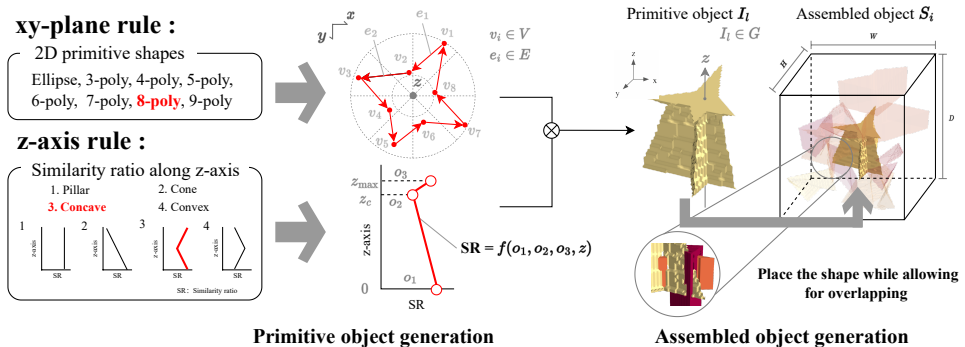 xy-plane rule :
2D primitive shapes
Ellipse, 3-poly, 4-poly, 5-poly,
6-poly, 7-poly, 8-poly, 9-poly
z-axis rule :
Similarity ratio along z-axis
1. Pillar
2. Cone
3. Concave
4. Convex
1
2
3
4
z-axis
z-axis
z-axis
z-axis
SR
SR
SR
SR
SR: Similarity ratio
x
y
e₁
e₂
v₁
v₂
v₃
v₄
v₅
v₆
v₇
v₈
z
vᵢ ∈ V
eᵢ ∈ E
z_max
z_c
0
z-axis
o₃
o₂
o₁
SR
SR = f(o₁, o₂, o₃, z)
Primitive object generation
Primitive object Iₗ
Iₗ ∈ G
z
x
y
z
Assembled object Sᵢ
W
H
D
Place the shape while allowing
for overlapping
Assembled object generation